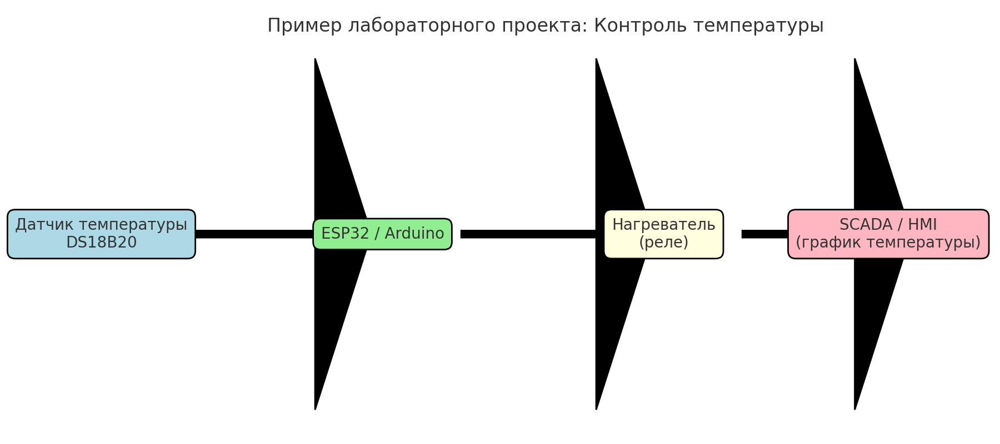 Пример лабораторного проекта: Контроль температуры
Датчик температуры
DS18B20
ESP32 / Arduino
Нагреватель
(реле)
SCADA / HMI
(график температуры)